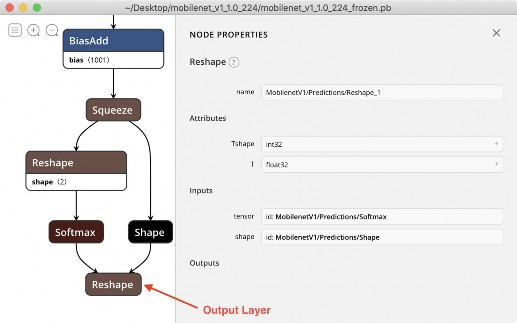 ~/Desktop/mobilenet_v1_1.0_224/mobilenet_v1_1.0_224_frozen.pb
BiasAdd
bias ⟨1001⟩
Squeeze
Reshape
shape ⟨2⟩
Softmax
Shape
Reshape
Output Layer
NODE PROPERTIES
Reshape ?
name MobilenetV1/Predictions/Reshape_1
Attributes
Tshape int32 +
T float32 +
Inputs
tensor id: MobilenetV1/Predictions/Softmax
shape id: MobilenetV1/Predictions/Shape
Outputs